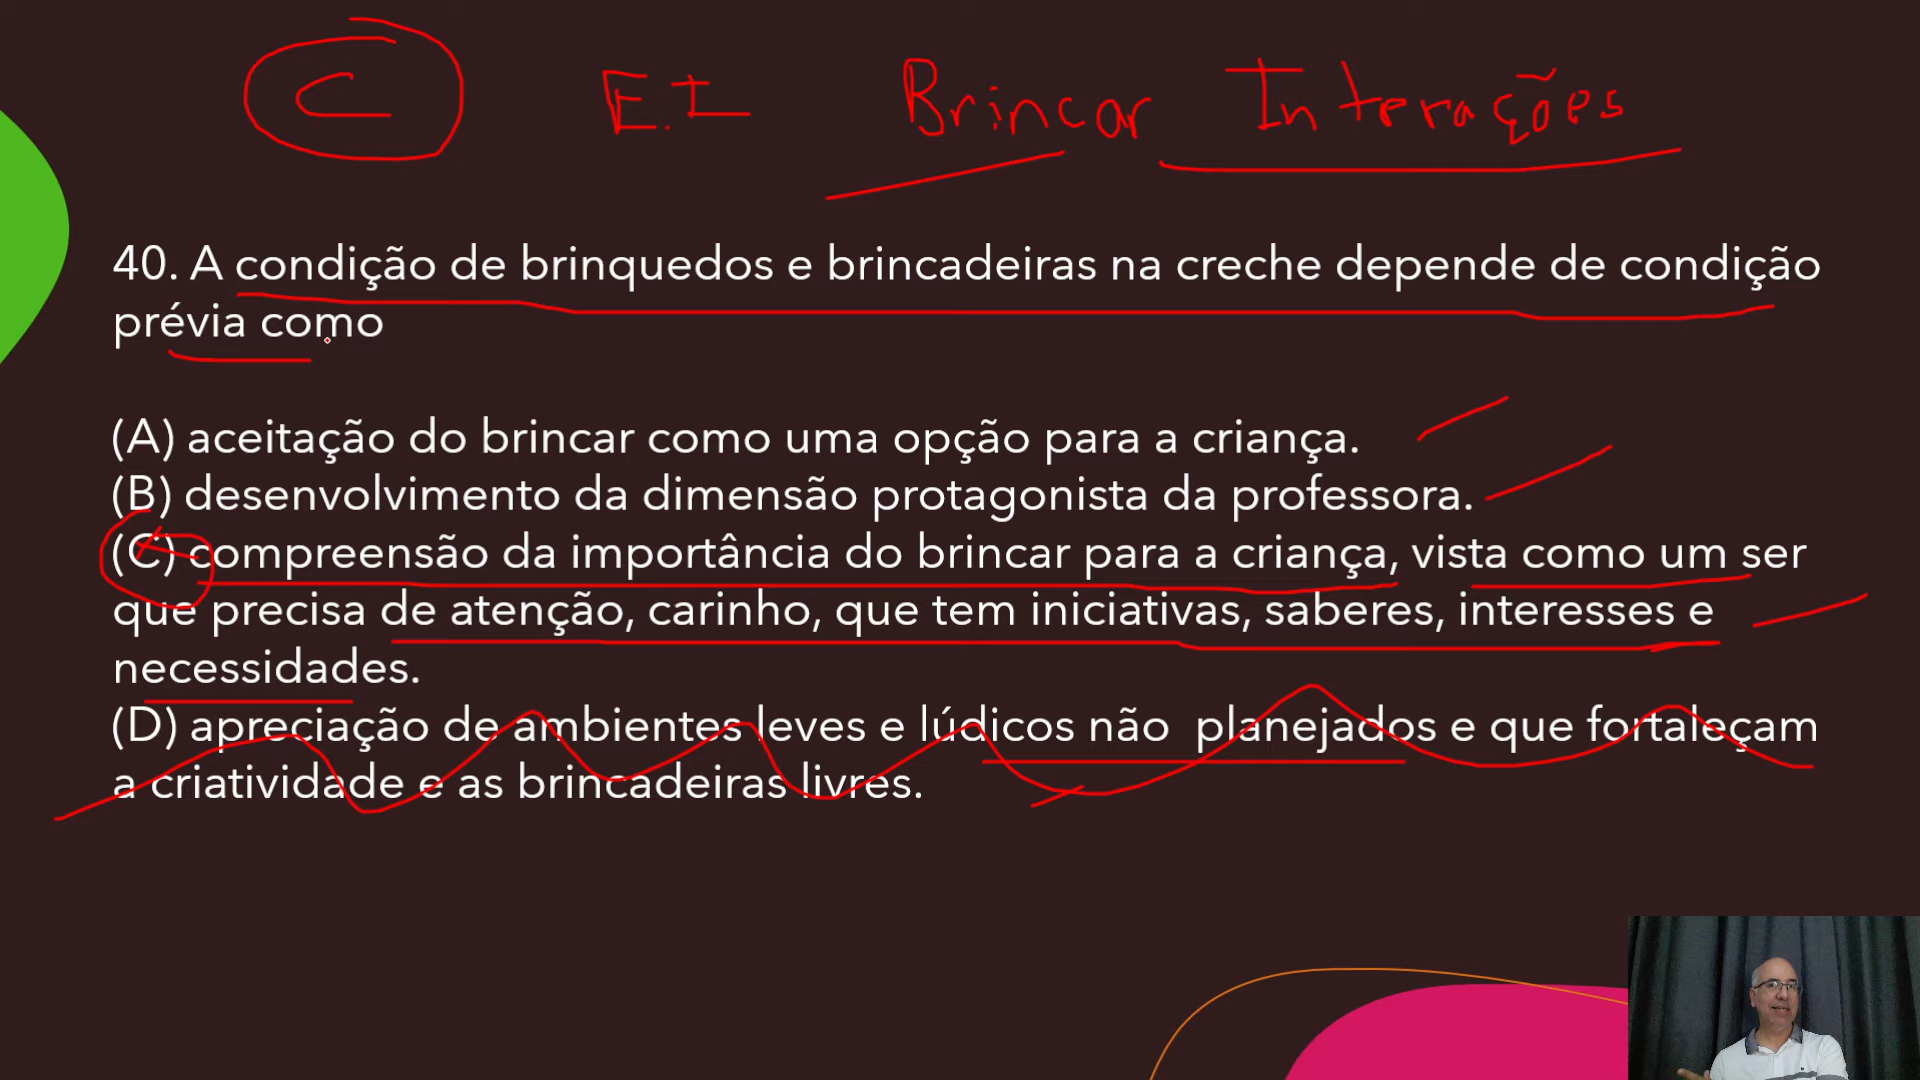 C E.I Brincar Interações
40. A condição de brinquedos e brincadeiras na creche depende de condição
prévia como
(A) aceitação do brincar como uma opção para a criança.
(B) desenvolvimento da dimensão protagonista da professora.
(C) compreensão da importância do brincar para a criança, vista como um ser
que precisa de atenção, carinho, que tem iniciativas, saberes, interesses e
necessidades.
(D) apreciação de ambientes leves e lúdicos não planejados e que fortaleçam
a criatividade e as brincadeiras livres.